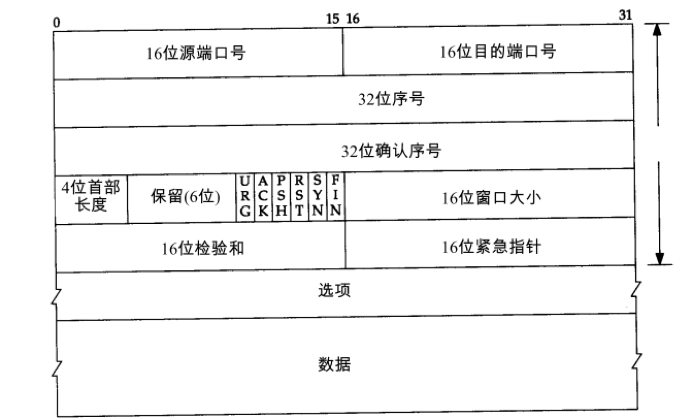 0 15 16 31
16位源端口号 16位目的端口号
32位序号
32位确认序号
4位首部
长度
保留(6位)
URG
ACK
PSH
RST
SYN
FIN
16位窗口大小
16位检验和 16位紧急指针
选项
数据